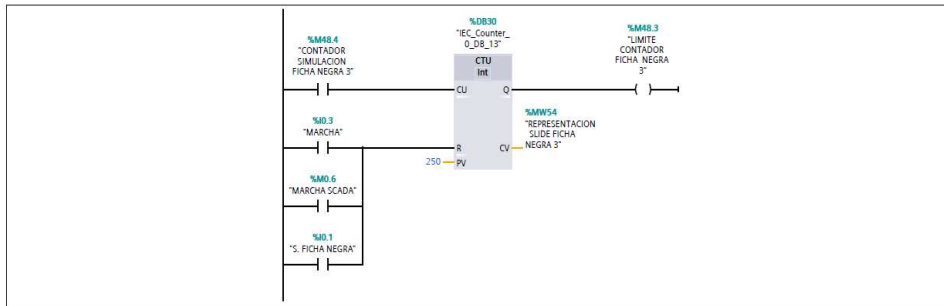 %DB30
"IEC_Counter_
0_DB_13"
%M48.4
"CONTADOR
SIMULACION
FICHA NEGRA 3"
CTU
Int
CU
Q
%M48.3
"LIMITE
CONTADOR
FICHA NEGRA
3"
%I0.3
"MARCHA"
R
250
PV
CV
%MW54
"REPRESENTACION
SLIDE FICHA
NEGRA 3"
%M0.6
"MARCHA SCADA"
%I0.1
"S. FICHA NEGRA"